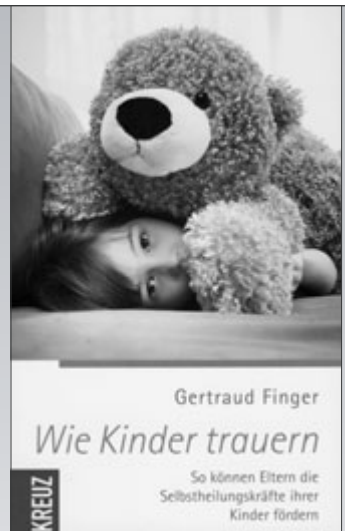 Gertraud Finger
Wie Kinder trauern
So können Eltern die
Selbstheilungskräfte ihrer
Kinder fördern
KREUZ